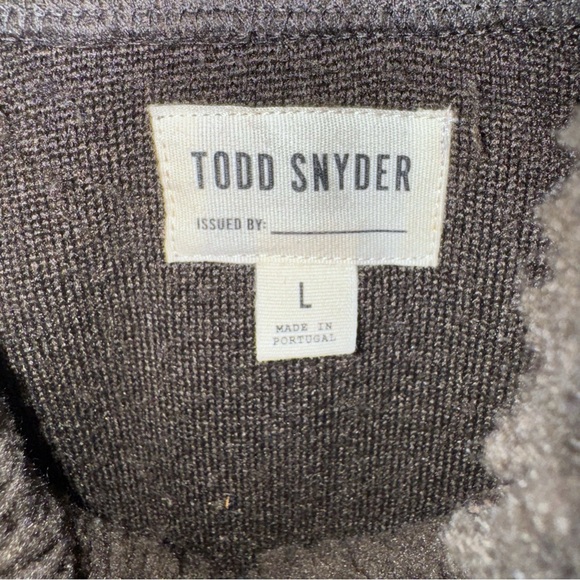 TODD SNYDER
ISSUED BY:
L
MADE IN
PORTUGAL